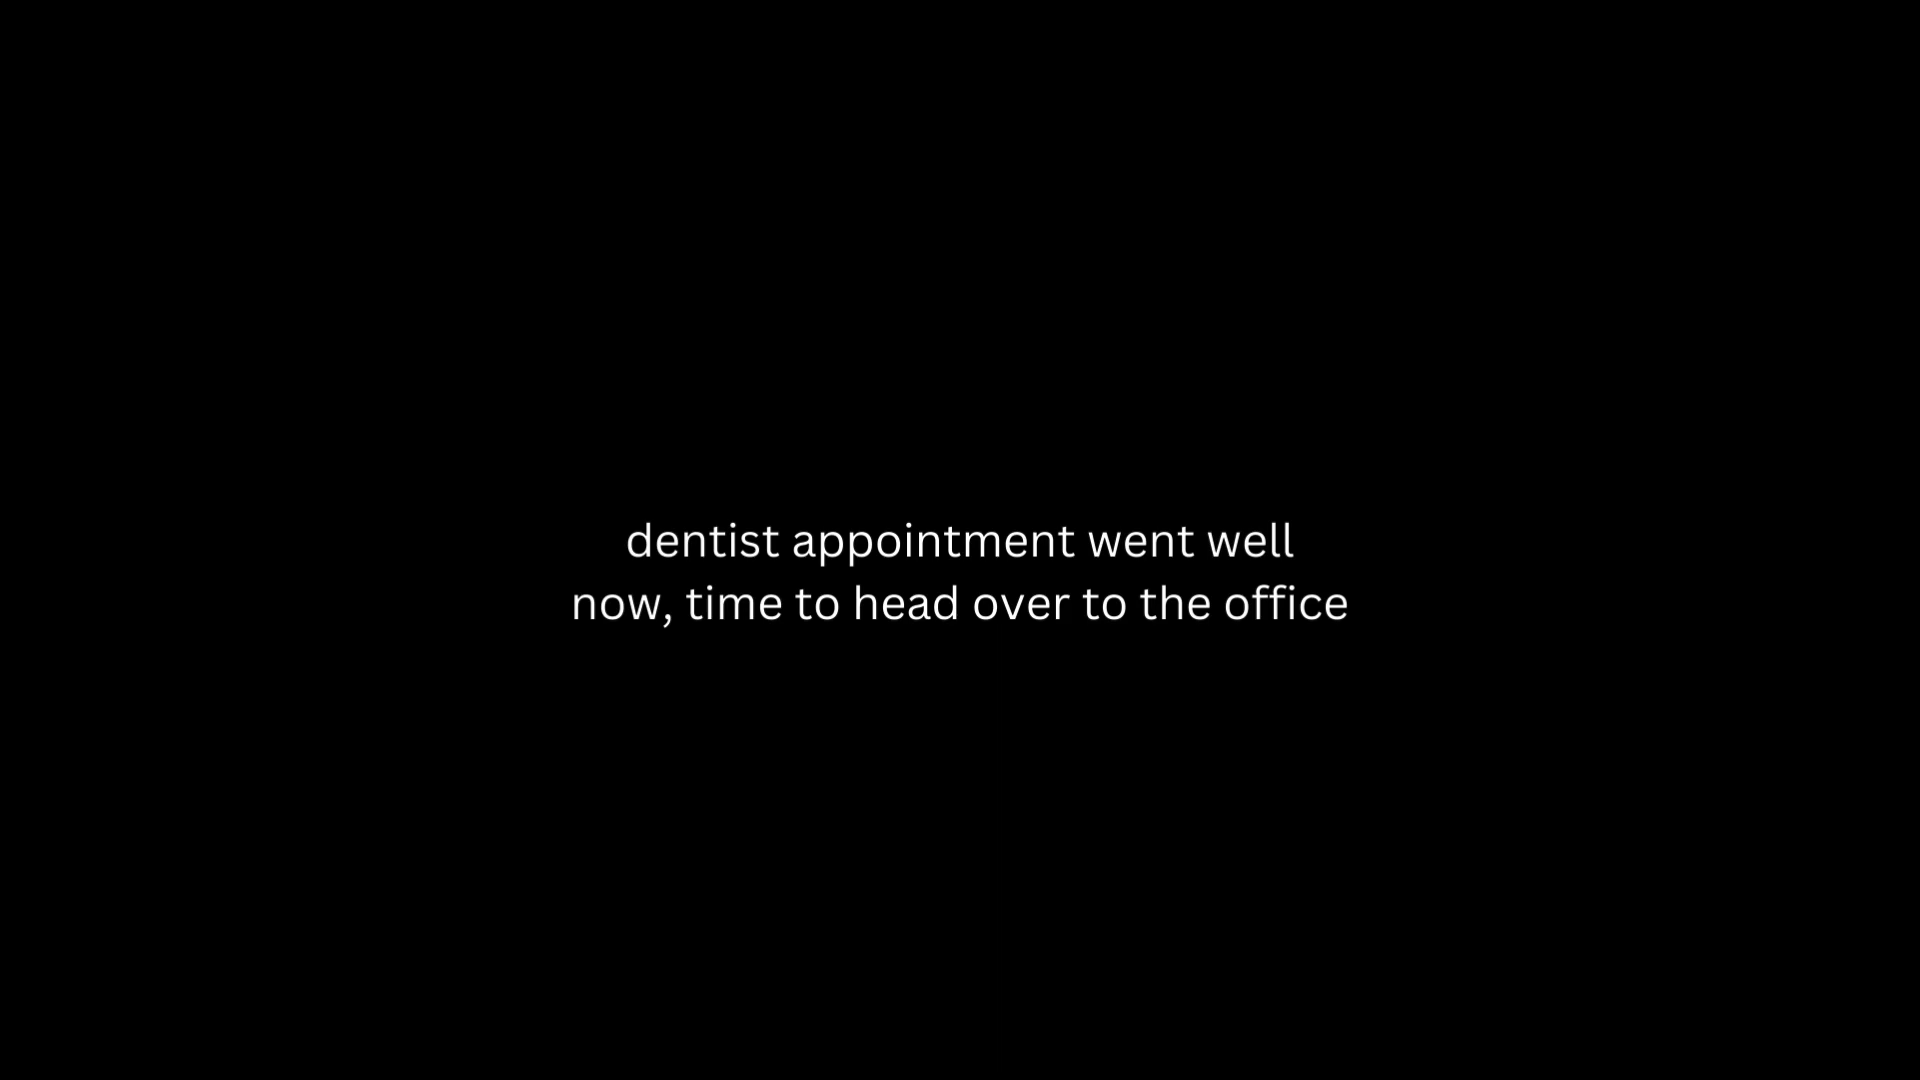 dentist appointment went well
now, time to head over to the office